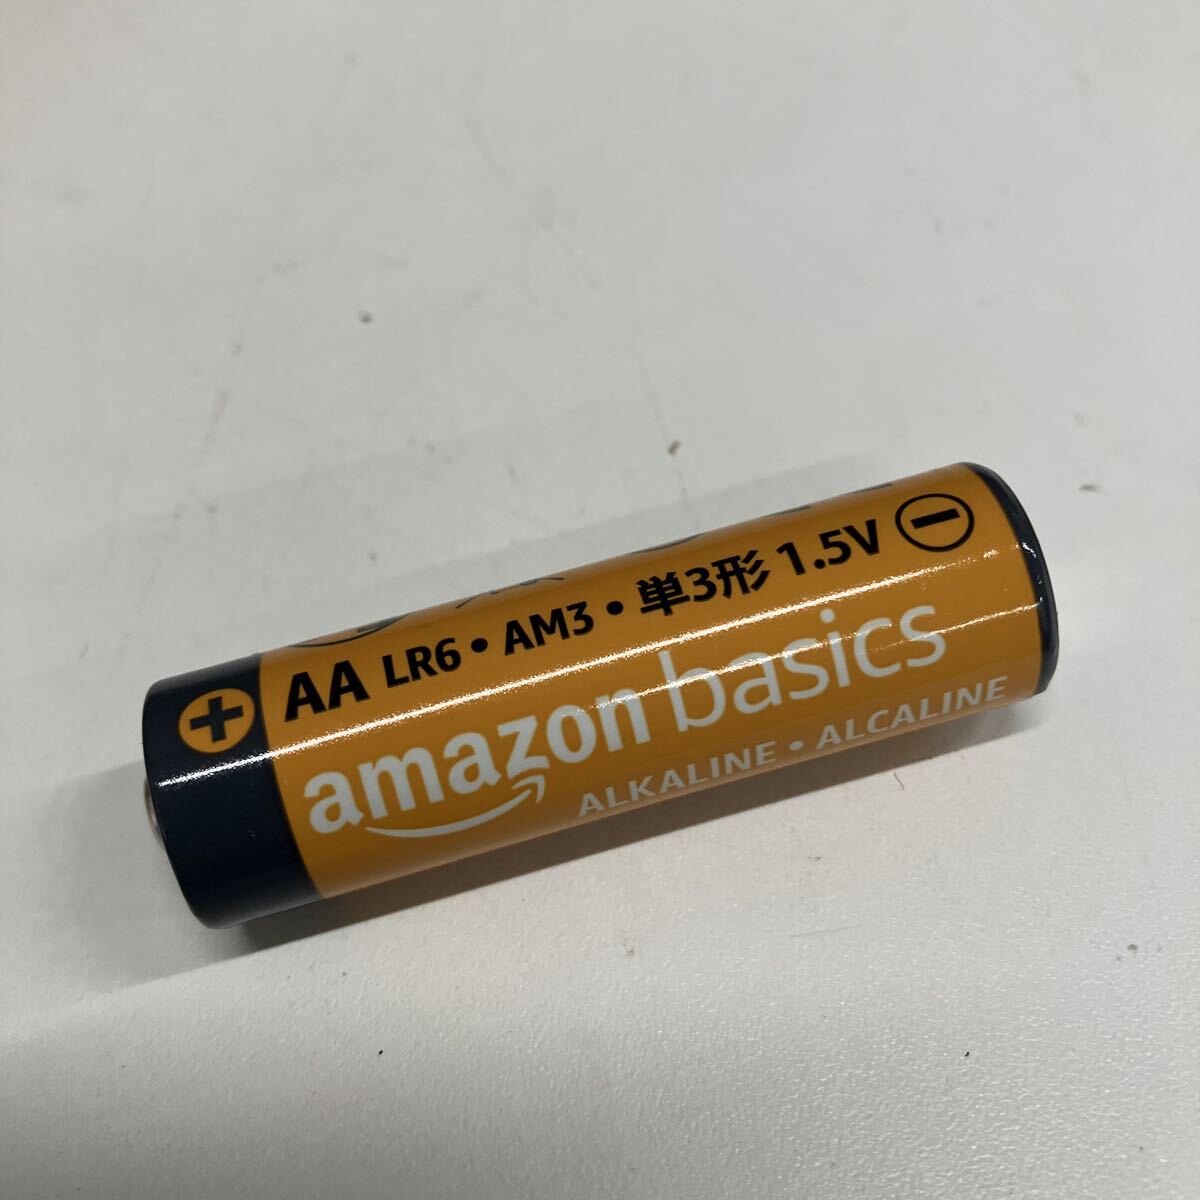 + AA LR6 • AM3 • 単3形 1.5V −
amazon basics
ALKALINE • ALCALINE